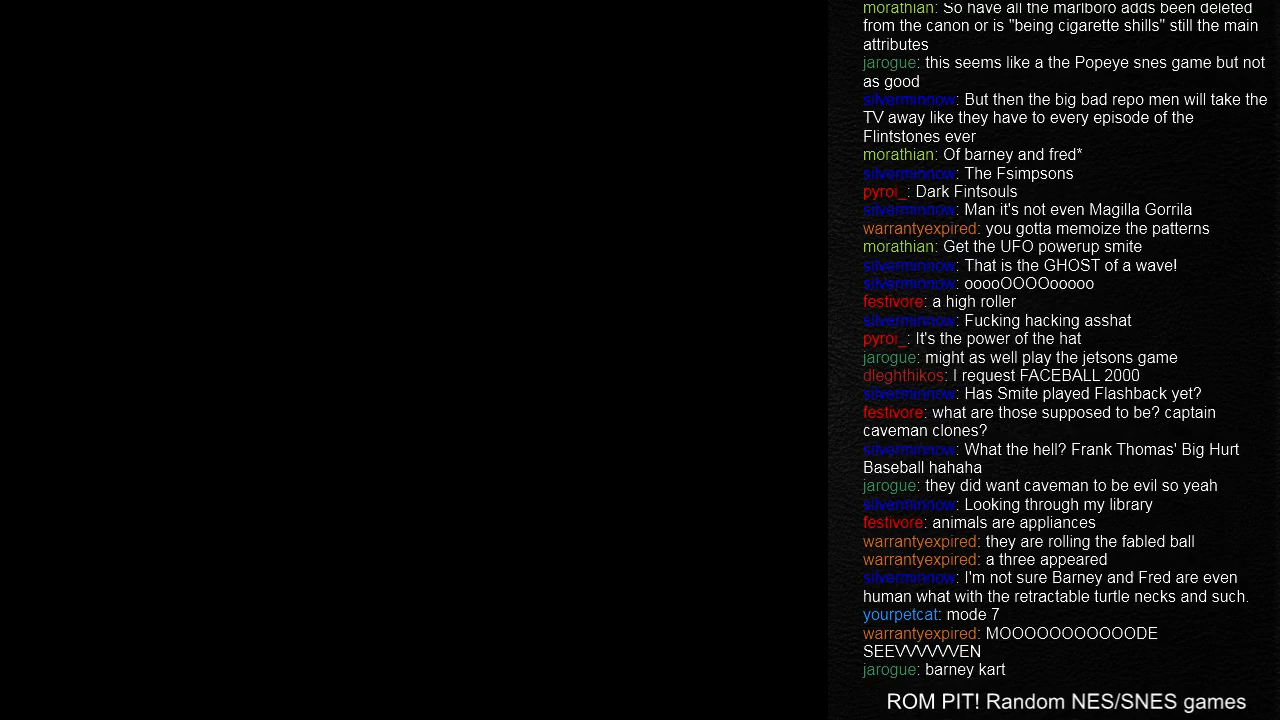 morathian: So have all the marlboro adds been deleted
from the canon or is "being cigarette shills" still the main
attributes
jarogue: this seems like a the Popeye snes game but not
as good
silverminnow: But then the big bad repo men will take the
TV away like they have to every episode of the
Flintstones ever
morathian: Of barney and fred*
silverminnow: The Fsimpsons
pyroi_: Dark Fintsouls
silverminnow: Man it's not even Magilla Gorrila
warrantyexpired: you gotta memorize the patterns
morathian: Get the UFO powerup smite
silverminnow: That is the GHOST of a wave!
silverminnow: ooooOOOOooooo
festivore: a high roller
silverminnow: Fucking hacking asshat
pyroi_: It's the power of the hat
jarogue: might as well play the jetsons game
dleghthikos: I request FACEBALL 2000
silverminnow: Has Smite played Flashback yet?
festivore: what are those supposed to be? captain
caveman clones?
silverminnow: What the hell? Frank Thomas' Big Hurt
Baseball hahaha
jarogue: they did want caveman to be evil so yeah
silverminnow: Looking through my library
festivore: animals are appliances
warrantyexpired: they are rolling the fabled ball
warrantyexpired: a three appeared
silverminnow: I'm not sure Barney and Fred are even
human what with the retractable turtle necks and such.
yourpetcat: mode 7
warrantyexpired: MOOOOOOOOOOODE
SEEVVVVVVEN
jarogue: barney kart
ROM PIT! Random NES/SNES games